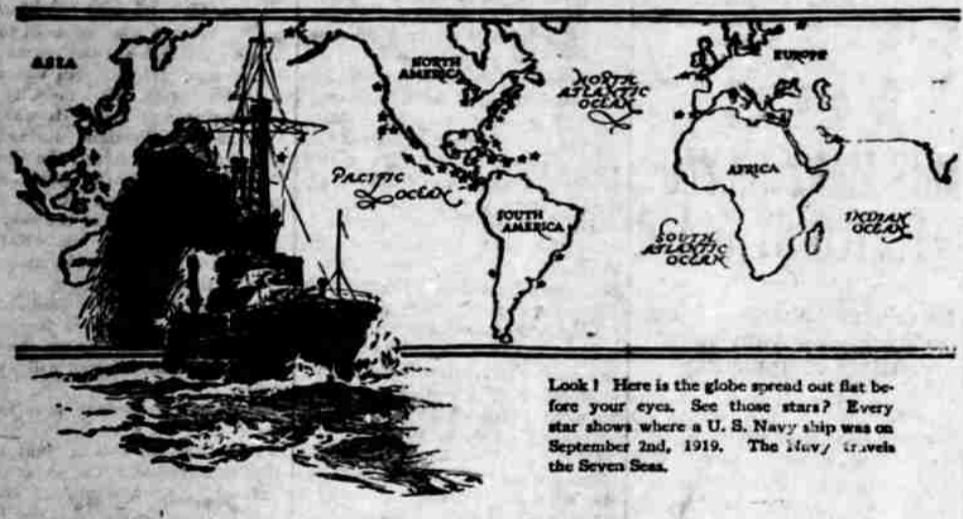 ASIA
NORTH
AMERICA
NORTH
ATLANTIC
OCEAN
EUROPE
PACIFIC
OCEAN
AFRICA
SOUTH
AMERICA
SOUTH
ATLANTIC
OCEAN
INDIAN
OCEAN
Look! Here is the globe spread out flat be-
fore your eyes. See those stars? Every
star shows where a U. S. Navy ship was on
September 2nd, 1919. The Navy travels
the Seven Seas.